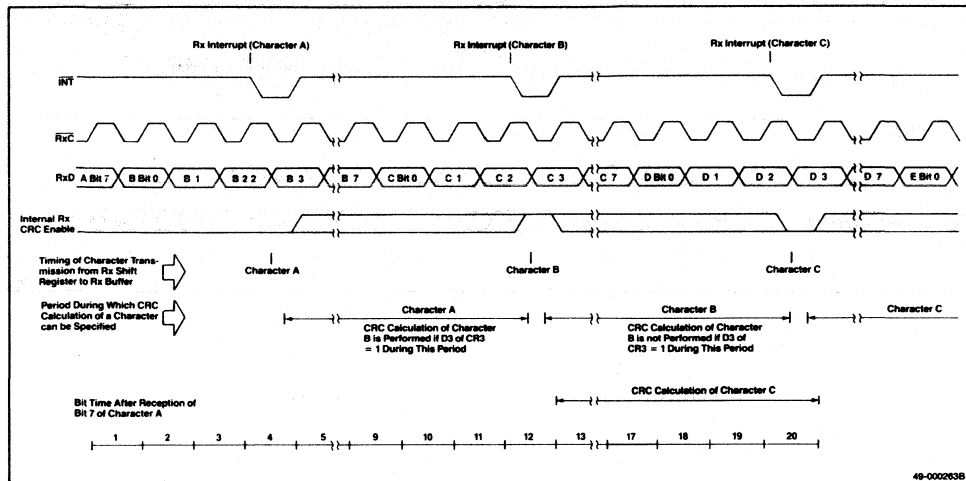 Rx Interrupt (Character A)
Rx Interrupt (Character B)
Rx Interrupt (Character C)
INT
RxC
RxD
A Bit 7
B Bit 0
B 1
B 2 2
B 3
B 7
C Bit 0
C 1
C 2
C 3
C 7
D Bit 0
D 1
D 2
D 3
D 7
E Bit 0
Internal Rx
CRC Enable
Timing of Character Trans-
mission from Rx Shift
Register to Rx Buffer
Character A
Character B
Character C
Period During Which CRC
Calculation of a Character
can be Specified
Character A
CRC Calculation of Character
B is Performed if D3 of CR3
= 1 During This Period
Character B
CRC Calculation of Character
B is not Performed if D3 of
CR3 = 1 During This Period
Character C
CRC Calculation of Character C
Bit Time After Reception of
Bit 7 of Character A
1 2 3 4 5 9 10 11 12 13 17 18 19 20
49-000263B